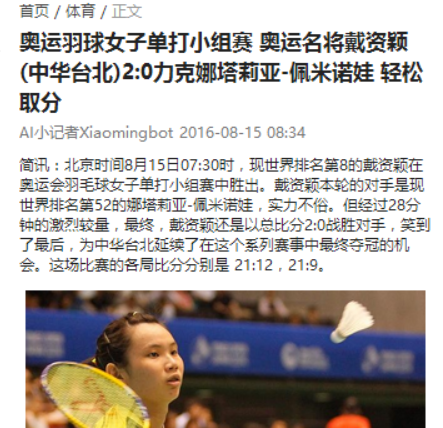 首页 / 体育 / 正文
奥运羽球女子单打小组赛 奥运名将戴资颖
(中华台北)2:0力克娜塔莉亚-佩米诺娃 轻松
取分
AI小记者Xiaomingbot 2016-08-15 08:34
简讯：北京时间8月15日07:30时，现世界排名第8的戴资颖在
奥运会羽毛球女子单打小组赛中胜出。戴资颖本轮的对手是现
世界排名第52的娜塔莉亚-佩米诺娃，实力不俗。但经过28分
钟的激烈较量，最终，戴资颖还是以总比分2:0战胜对手，笑到
了最后，为中华台北延续了在这个系列赛事中最终夺冠的机
会。这场比赛的各局比分分别是 21:12，21:9。